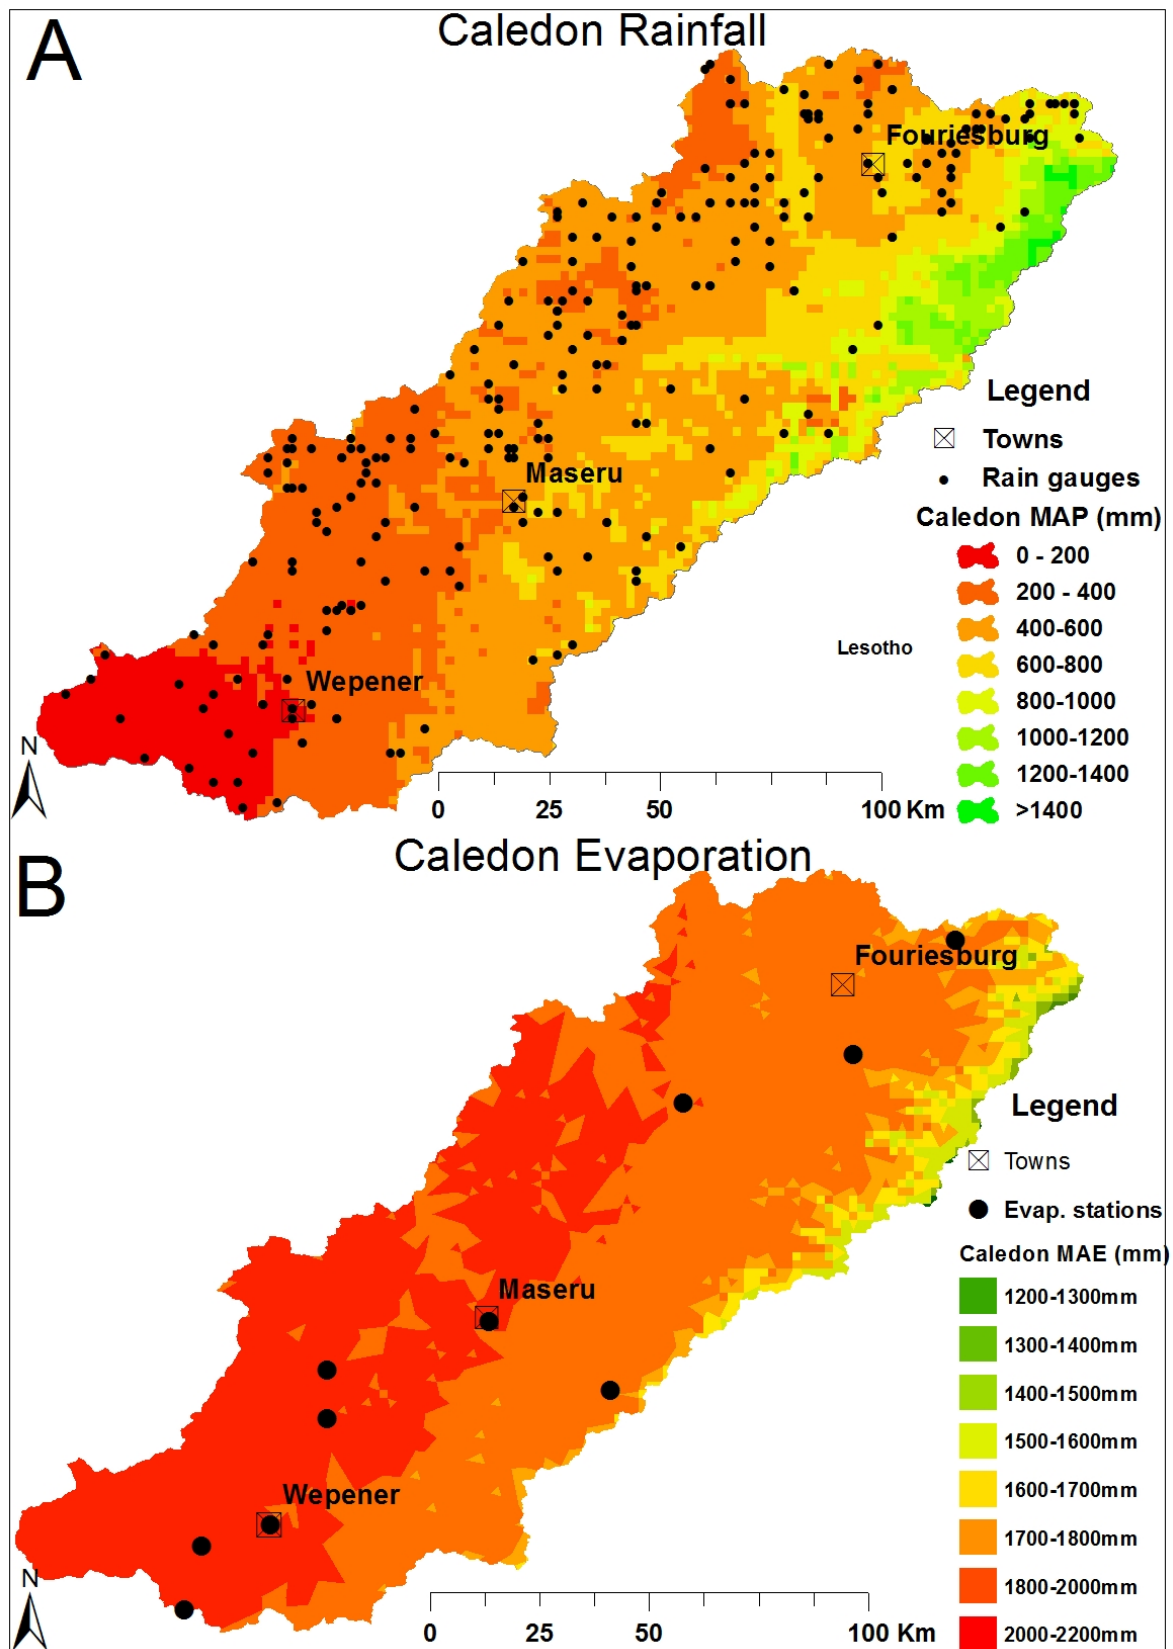 A
Caledon Rainfall
Fouriesburg
Legend
Towns
Rain gauges
Maseru
Caledon MAP (mm)
0 - 200
200 - 400
400-600
Lesotho
600-800
Wepener
800-1000
1000-1200
N
1200-1400
0 25 50 100 Km
>1400
B
Caledon Evaporation
Fouriesburg
Legend
Towns
Evap. stations
Caledon MAE (mm)
Maseru
1200-1300mm
1300-1400mm
1400-1500mm
1500-1600mm
Wepener
1600-1700mm
1700-1800mm
N
1800-2000mm
0 25 50 100 Km
2000-2200mm